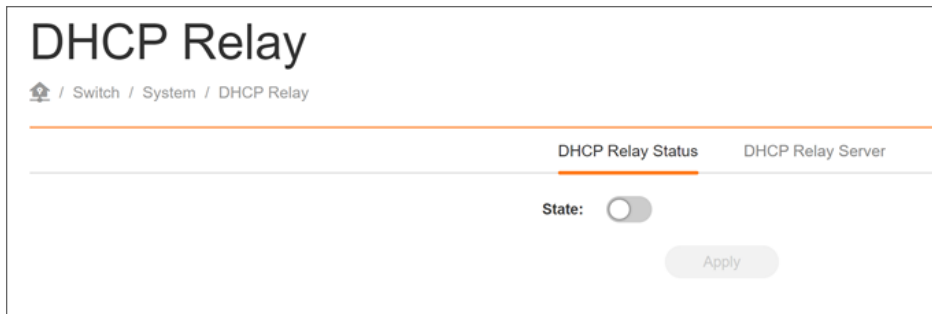 DHCP Relay
/ Switch / System / DHCP Relay
DHCP Relay Status DHCP Relay Server
State:
Apply